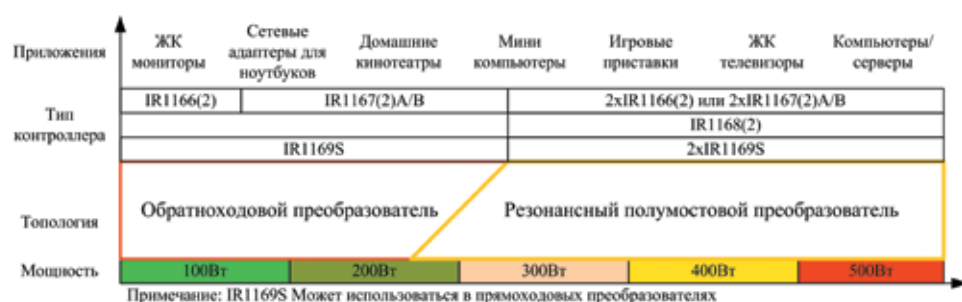 Приложения
ЖК мониторы
Сетевые адаптеры для ноутбуков
Домашние кинотеатры
Мини компьютеры
Игровые приставки
ЖК телевизоры
Компьютеры/серверы
Тип контроллера
IR1166(2)
IR1167(2)A/B
2xIR1166(2) или 2xIR1167(2)A/B
IR1168(2)
IR1169S
2xIR1169S
Топология
Обратноходовой преобразователь
Резонансный полумостовой преобразователь
Мощность
100Вт
200Вт
300Вт
400Вт
500Вт
Примечание: IR1169S Может использоваться в прямоходовых преобразователях